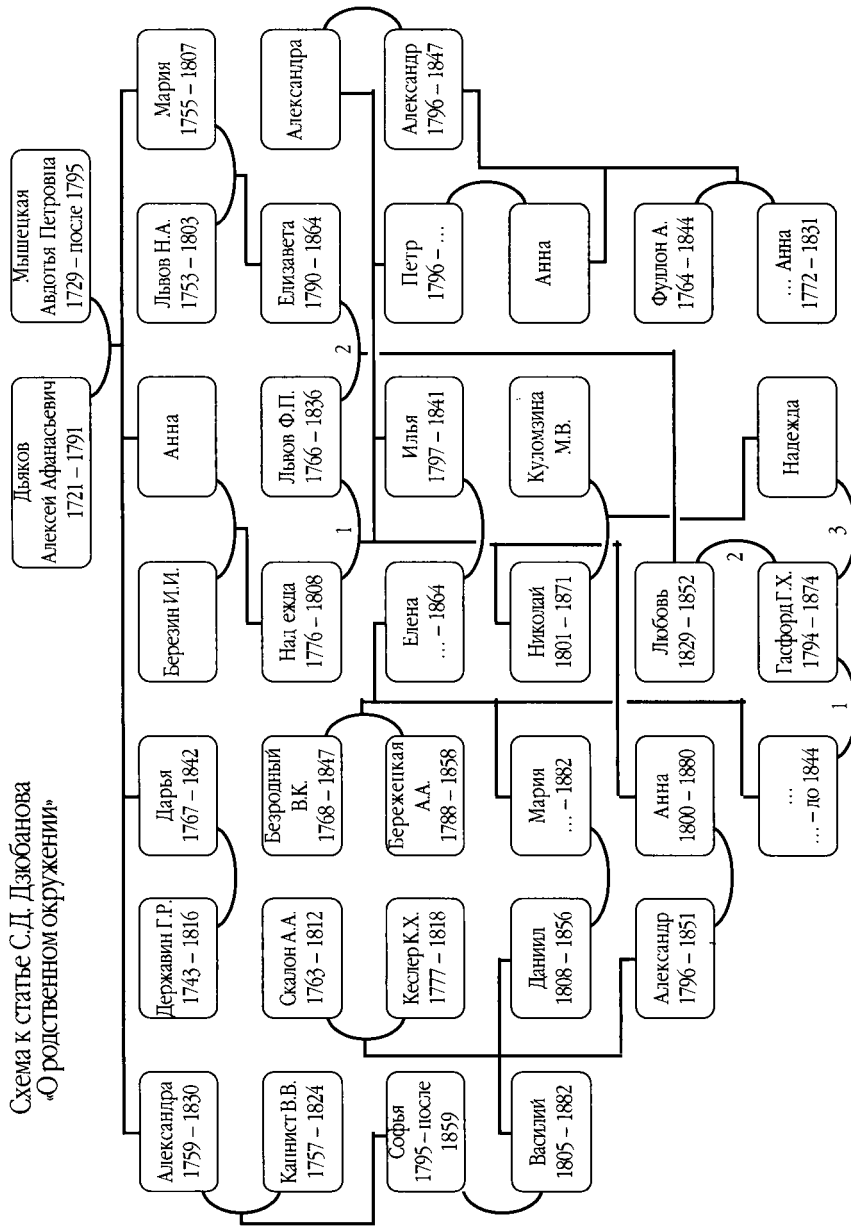 Схема к статье С.Д. Дзюбанова
«О родственном окружении»
Дьяков
Алексей Афанасьевич
1721 – 1791
Мышецкая
Авдотья Петровна
1729 – после 1795
Александра
1759 – 1830
Державин Г.Р.
1743 – 1816
Дарья
1767 – 1842
Березин И.И.
Анна
Львов Н.А.
1753 – 1803
Мария
1755 – 1807
Капнист В.В.
1757 – 1824
Скалон А.А.
1763 – 1812
Безродный
В.К.
1768 – 1847
Над ежда
1776 – 1808
1
Львов Ф.П.
1766 – 1836
2
Елизавета
1790 – 1864
Александра
Софья
1795 – после
1859
Кеслер К.Х.
1777 – 1818
Бережецкая
А.А.
1788 – 1858
Елена
... – 1864
Илья
1797 – 1841
Петр
1796 – ...
Александр
1796 – 1847
Василий
1805 – 1882
Даниил
1808 – 1856
Мария
... – 1882
Николай
1801 – 1871
Куломзина
М.В.
Анна
Александр
1796 – 1851
Анна
1800 – 1880
Любовь
1829 – 1852
Фуллон А.
1764 – 1844
2
...
... – до 1844
1
Гасфорд Г.Х.
1794 – 1874
3
Надежда
... Анна
1772 – 1831